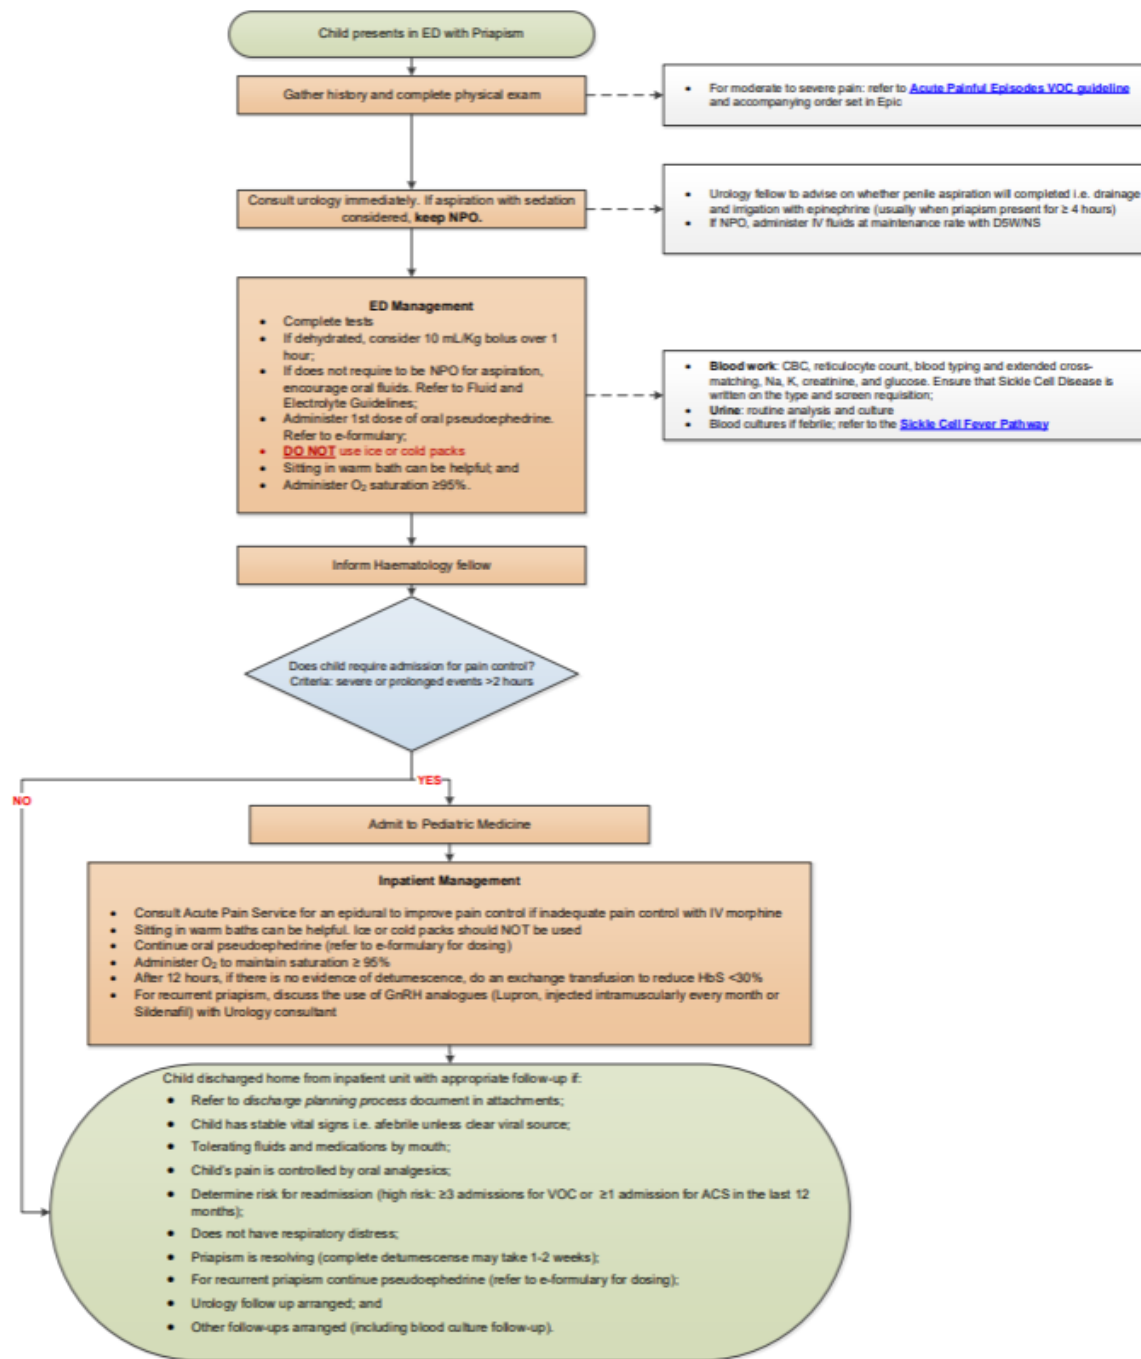 Child presents in ED with Priapism
Gather history and complete physical exam
• For moderate to severe pain: refer to Acute Painful Episodes VOC guideline
and accompanying order set in Epic
Consult urology immediately. If aspiration with sedation
considered, keep NPO.
• Urology fellow to advise on whether penile aspiration will completed i.e. drainage
and irrigation with epinephrine (usually when priapism present for ≥ 4 hours)
• If NPO, administer IV fluids at maintenance rate with D5W/NS
ED Management
• Complete tests
• If dehydrated, consider 10 mL/Kg bolus over 1
hour;
• If does not require to be NPO for aspiration,
encourage oral fluids. Refer to Fluid and
Electrolyte Guidelines;
• Administer 1st dose of oral pseudoephedrine.
Refer to e-formulary;
• DO NOT use ice or cold packs
• Sitting in warm bath can be helpful; and
• Administer O₂ saturation ≥95%.
• Blood work: CBC, reticulocyte count, blood typing and extended cross-
matching, Na, K, creatinine, and glucose. Ensure that Sickle Cell Disease is
written on the type and screen requisition;
• Urine: routine analysis and culture
• Blood cultures if febrile; refer to the Sickle Cell Fever Pathway
Inform Haematology fellow
Does child require admission for pain control?
Criteria: severe or prolonged events >2 hours
YES
NO
Admit to Pediatric Medicine
Inpatient Management
• Consult Acute Pain Service for an epidural to improve pain control if inadequate pain control with IV morphine
• Sitting in warm baths can be helpful. Ice or cold packs should NOT be used
• Continue oral pseudoephedrine (refer to e-formulary for dosing)
• Administer O₂ to maintain saturation ≥ 95%
• After 12 hours, if there is no evidence of detumescence, do an exchange transfusion to reduce HbS <30%
• For recurrent priapism, discuss the use of GnRH analogues (Lupron, injected intramuscularly every month or
Sildenafil) with Urology consultant
Child discharged home from inpatient unit with appropriate follow-up if:
• Refer to discharge planning process document in attachments;
• Child has stable vital signs i.e. afebrile unless clear viral source;
• Tolerating fluids and medications by mouth;
• Child's pain is controlled by oral analgesics;
• Determine risk for readmission (high risk: ≥3 admissions for VOC or ≥1 admission for ACS in the last 12
months);
• Does not have respiratory distress;
• Priapism is resolving (complete detumescense may take 1-2 weeks);
• For recurrent priapism continue pseudoephedrine (refer to e-formulary for dosing);
• Urology follow up arranged; and
• Other follow-ups arranged (including blood culture follow-up).